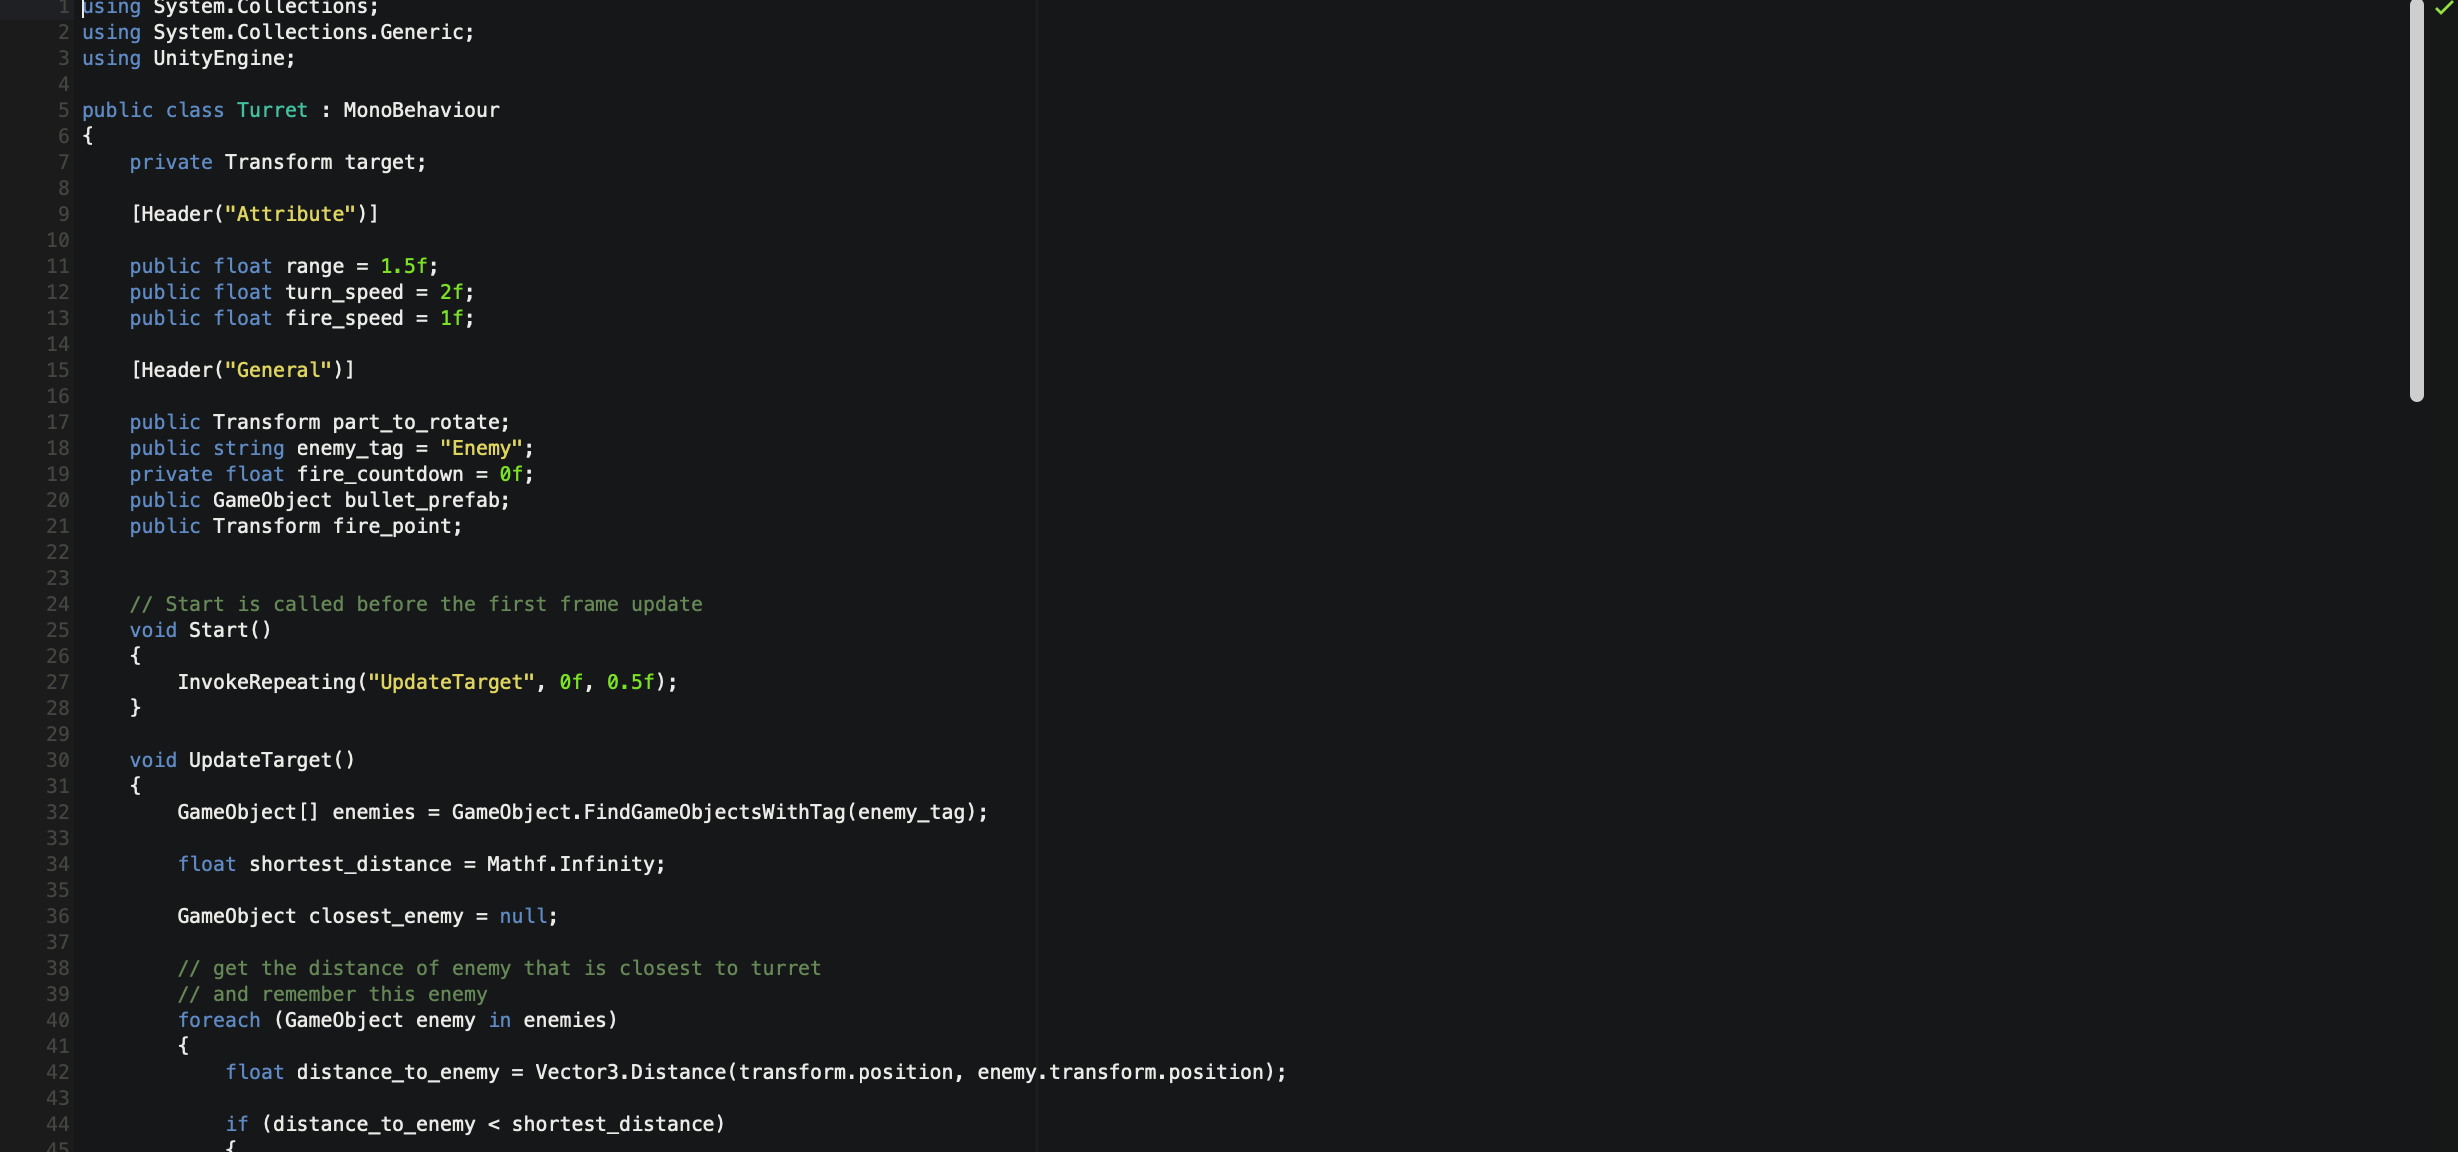 1 using System.Collections;
2 using System.Collections.Generic;
3 using UnityEngine;
4
5 public class Turret : MonoBehaviour
6 {
7     private Transform target;
8
9     [Header("Attribute")]
10
11     public float range = 1.5f;
12     public float turn_speed = 2f;
13     public float fire_speed = 1f;
14
15     [Header("General")]
16
17     public Transform part_to_rotate;
18     public string enemy_tag = "Enemy";
19     private float fire_countdown = 0f;
20     public GameObject bullet_prefab;
21     public Transform fire_point;
22
23
24     // Start is called before the first frame update
25     void Start()
26     {
27         InvokeRepeating("UpdateTarget", 0f, 0.5f);
28     }
29
30     void UpdateTarget()
31     {
32         GameObject[] enemies = GameObject.FindGameObjectsWithTag(enemy_tag);
33
34         float shortest_distance = Mathf.Infinity;
35
36         GameObject closest_enemy = null;
37
38         // get the distance of enemy that is closest to turret
39         // and remember this enemy
40         foreach (GameObject enemy in enemies)
41         {
42             float distance_to_enemy = Vector3.Distance(transform.position, enemy.transform.position);
43
44             if (distance_to_enemy < shortest_distance)
45             {